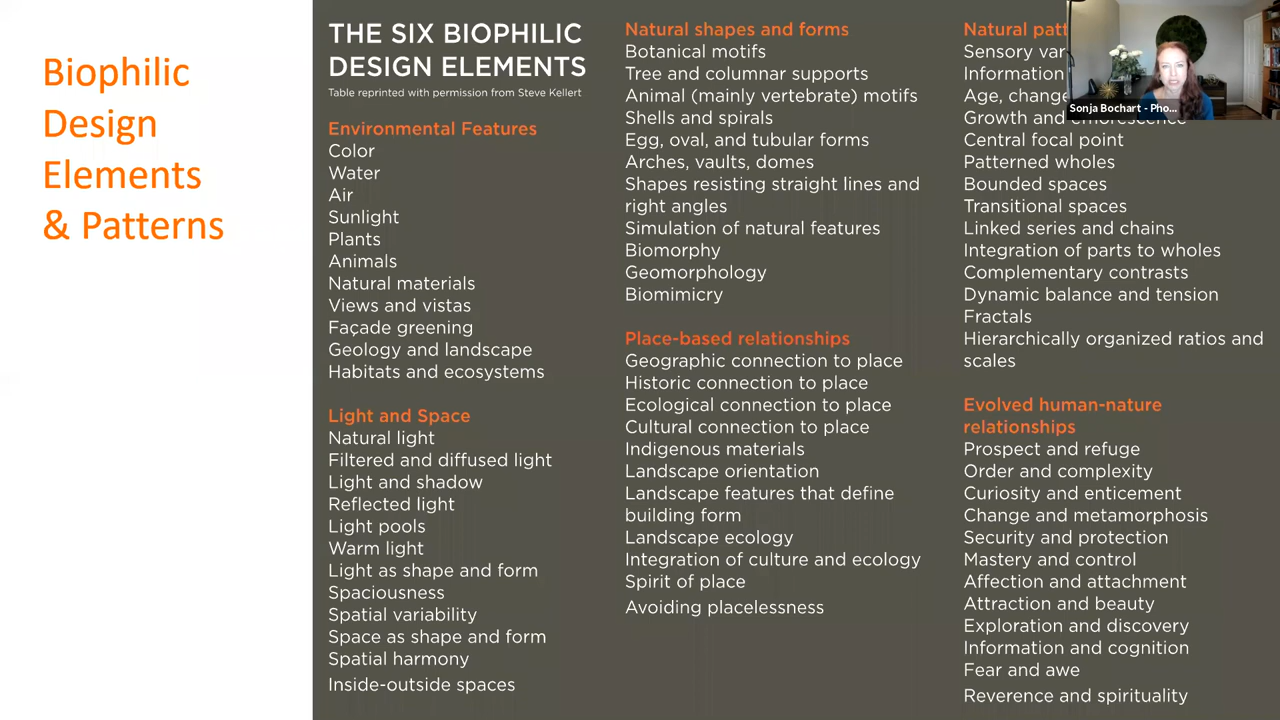 Biophilic
Design
Elements
& Patterns
THE SIX BIOPHILIC
DESIGN ELEMENTS
Table reprinted with permission from Steve Kellert
Environmental Features
Color
Water
Air
Sunlight
Plants
Animals
Natural materials
Views and vistas
Façade greening
Geology and landscape
Habitats and ecosystems
Light and Space
Natural light
Filtered and diffused light
Light and shadow
Reflected light
Light pools
Warm light
Light as shape and form
Spaciousness
Spatial variability
Space as shape and form
Spatial harmony
Inside-outside spaces
Natural shapes and forms
Botanical motifs
Tree and columnar supports
Animal (mainly vertebrate) motifs
Shells and spirals
Egg, oval, and tubular forms
Arches, vaults, domes
Shapes resisting straight lines and
right angles
Simulation of natural features
Biomorphy
Geomorphology
Biomimicry
Place-based relationships
Geographic connection to place
Historic connection to place
Ecological connection to place
Cultural connection to place
Indigenous materials
Landscape orientation
Landscape features that define
building form
Landscape ecology
Integration of culture and ecology
Spirit of place
Avoiding placelessness
Natural
Sensory
Information
Age,
Growth and efflorescence
Central focal point
Patterned wholes
Bounded spaces
Transitional spaces
Linked series and chains
Integration of parts to wholes
Complementary contrasts
Dynamic balance and tension
Fractals
Hierarchically organized ratios and
scales
Evolved human-nature
relationships
Prospect and refuge
Order and complexity
Curiosity and enticement
Change and metamorphosis
Security and protection
Mastery and control
Affection and attachment
Attraction and beauty
Exploration and discovery
Information and cognition
Fear and awe
Reverence and spirituality
Sonja Bochart - Pho...